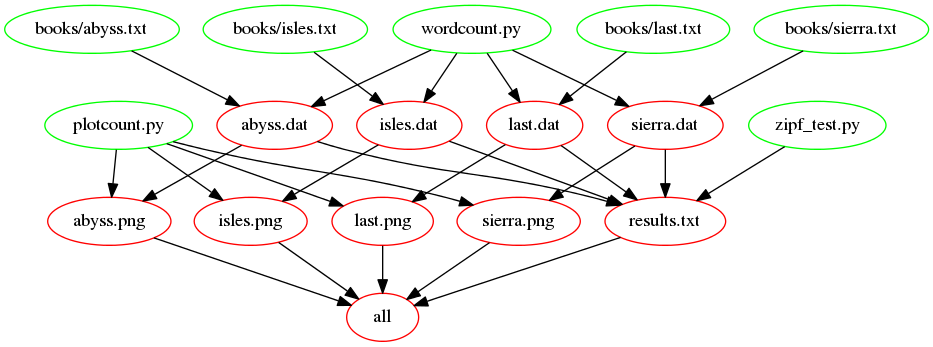 books/abyss.txt
books/isles.txt
wordcount.py
books/last.txt
books/sierra.txt
plotcount.py
abyss.dat
isles.dat
last.dat
sierra.dat
zipf_test.py
abyss.png
isles.png
last.png
sierra.png
results.txt
all